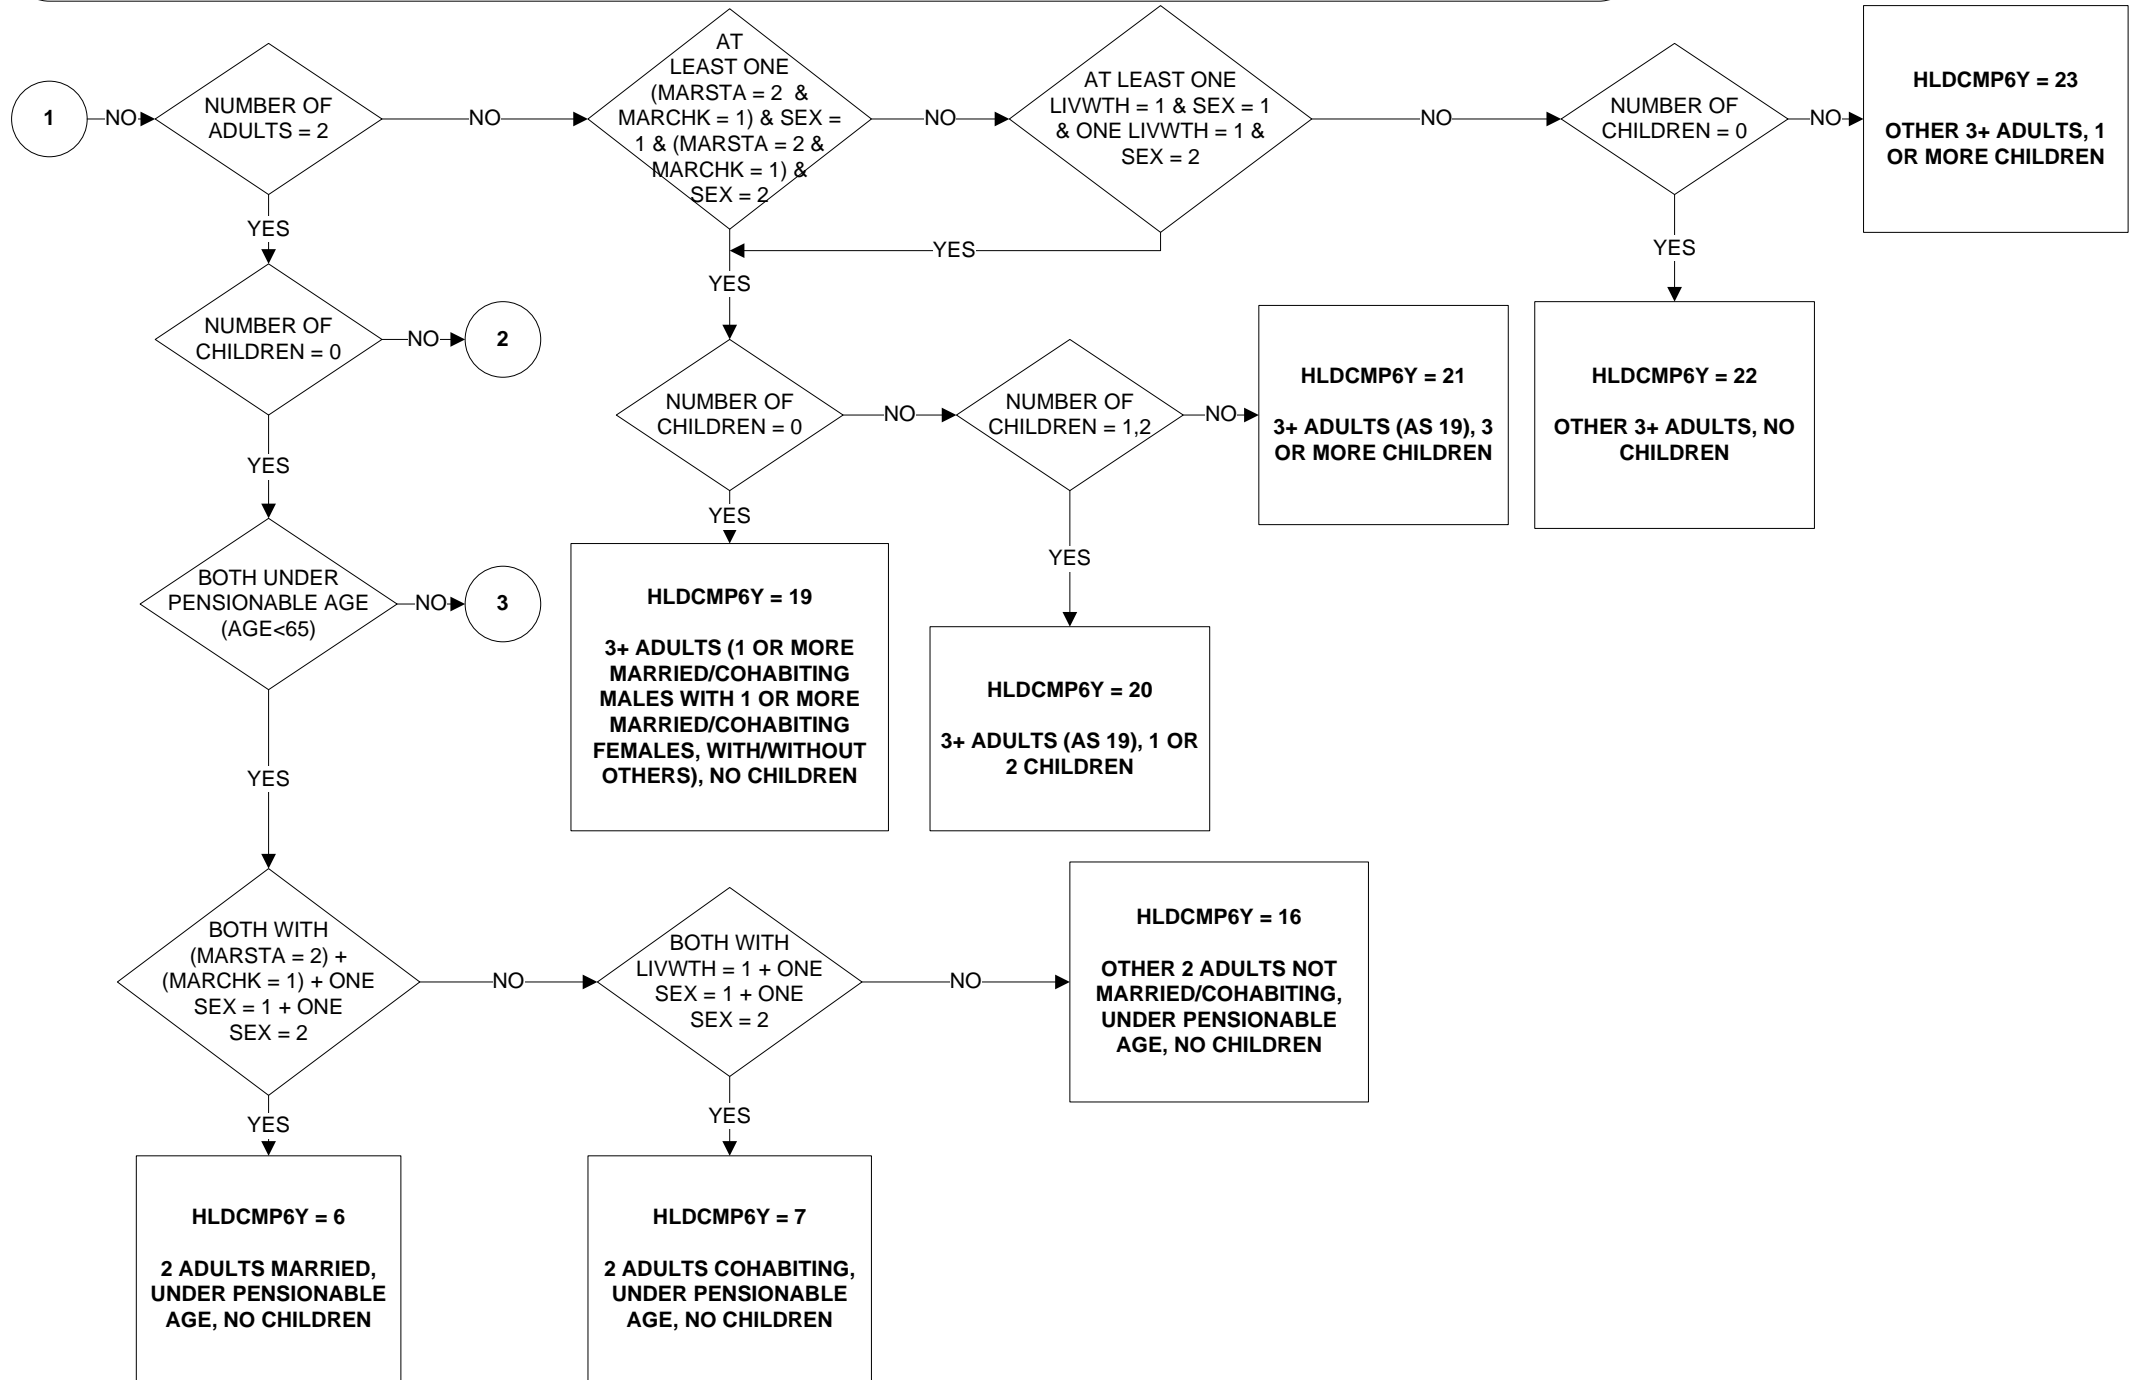 1
NO
NUMBER OF
ADULTS = 2
NO
AT
LEAST ONE
(MARSTA = 2 &
MARCHK = 1) & SEX =
1 & (MARSTA = 2 &
MARCHK = 1) &
SEX = 2
NO
AT LEAST ONE
LIVWTH = 1 & SEX = 1
& ONE LIVWTH = 1 &
SEX = 2
NO
NUMBER OF
CHILDREN = 0
NO
HLDCMP6Y = 23
OTHER 3+ ADULTS, 1
OR MORE CHILDREN
YES
YES
YES
YES
NUMBER OF
CHILDREN = 0
NO
2
NUMBER OF
CHILDREN = 0
NO
NUMBER OF
CHILDREN = 1,2
NO
HLDCMP6Y = 21
3+ ADULTS (AS 19), 3
OR MORE CHILDREN
HLDCMP6Y = 22
OTHER 3+ ADULTS, NO
CHILDREN
YES
YES
YES
BOTH UNDER
PENSIONABLE AGE
(AGE<65)
NO
3
HLDCMP6Y = 19
3+ ADULTS (1 OR MORE
MARRIED/COHABITING
MALES WITH 1 OR MORE
MARRIED/COHABITING
FEMALES, WITH/WITHOUT
OTHERS), NO CHILDREN
HLDCMP6Y = 20
3+ ADULTS (AS 19), 1 OR
2 CHILDREN
YES
BOTH WITH
(MARSTA = 2) +
(MARCHK = 1) + ONE
SEX = 1 + ONE
SEX = 2
NO
BOTH WITH
LIVWTH = 1 + ONE
SEX = 1 + ONE
SEX = 2
NO
HLDCMP6Y = 16
OTHER 2 ADULTS NOT
MARRIED/COHABITING,
UNDER PENSIONABLE
AGE, NO CHILDREN
YES
YES
HLDCMP6Y = 6
2 ADULTS MARRIED,
UNDER PENSIONABLE
AGE, NO CHILDREN
HLDCMP6Y = 7
2 ADULTS COHABITING,
UNDER PENSIONABLE
AGE, NO CHILDREN